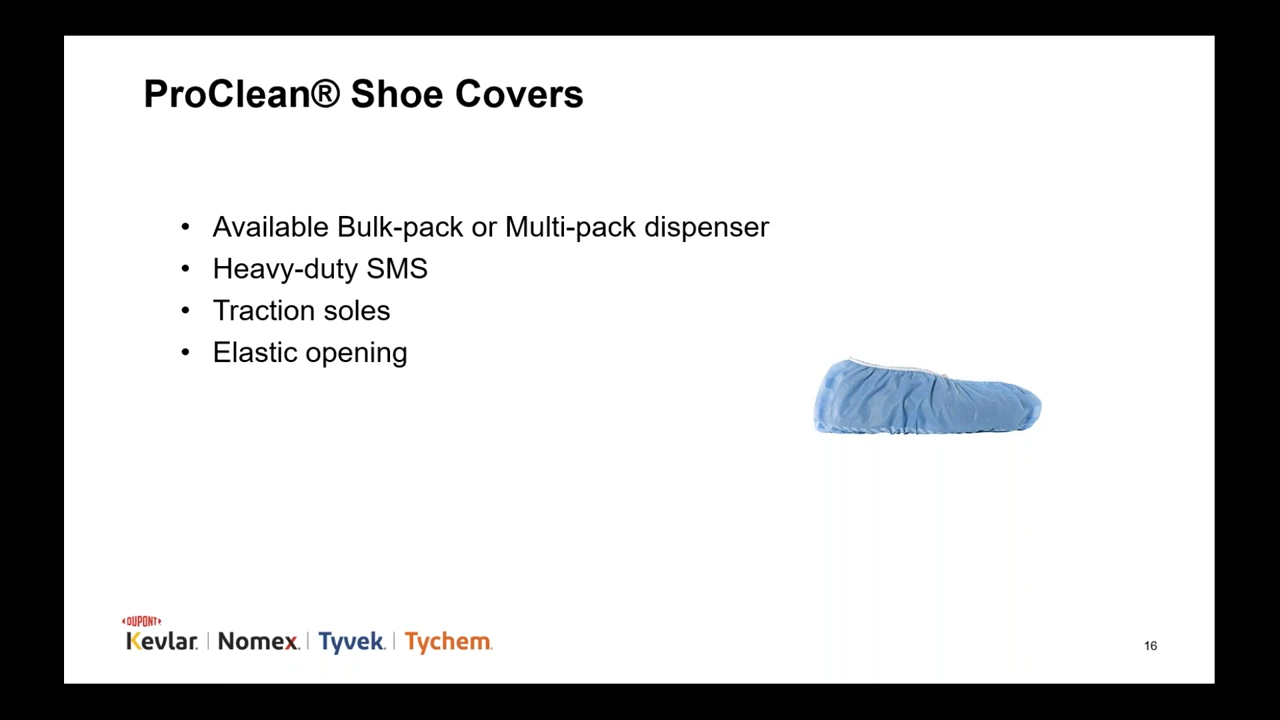 ProClean® Shoe Covers
• Available Bulk-pack or Multi-pack dispenser
• Heavy-duty SMS
• Traction soles
• Elastic opening
DUPONT
Kevlar. | Nomex. | Tyvek. | Tychem.
16